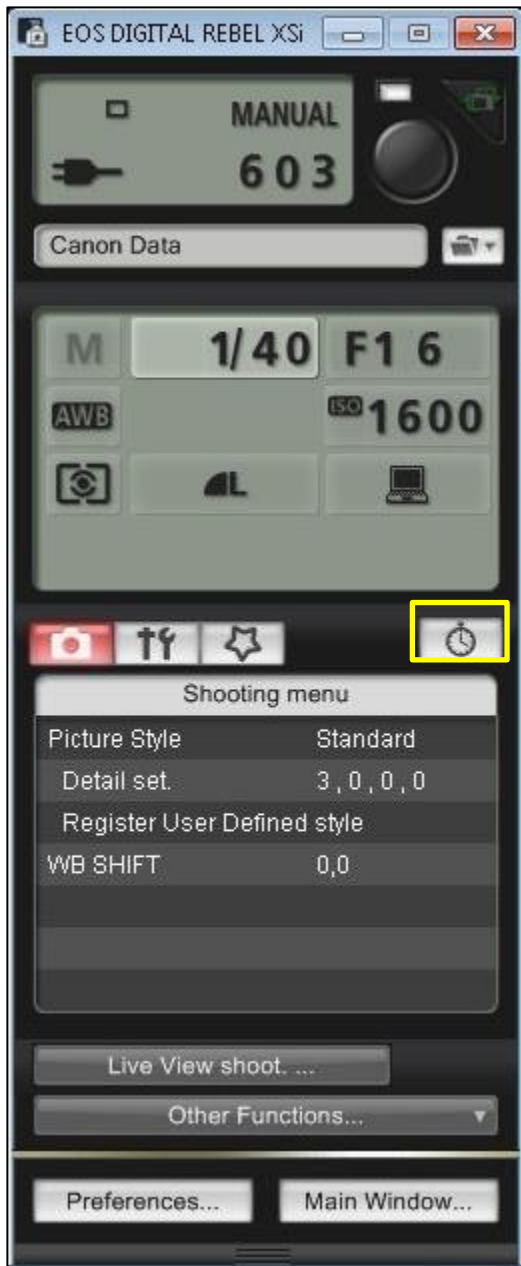 EOS DIGITAL REBEL XSi
MANUAL
603
Canon Data
M 1/40 F16
AWB ISO 1600
L
Shooting menu
Picture Style Standard
Detail set. 3,0,0,0
Register User Defined style
WB SHIFT 0,0
Live View shoot. ...
Other Functions...
Preferences... Main Window...